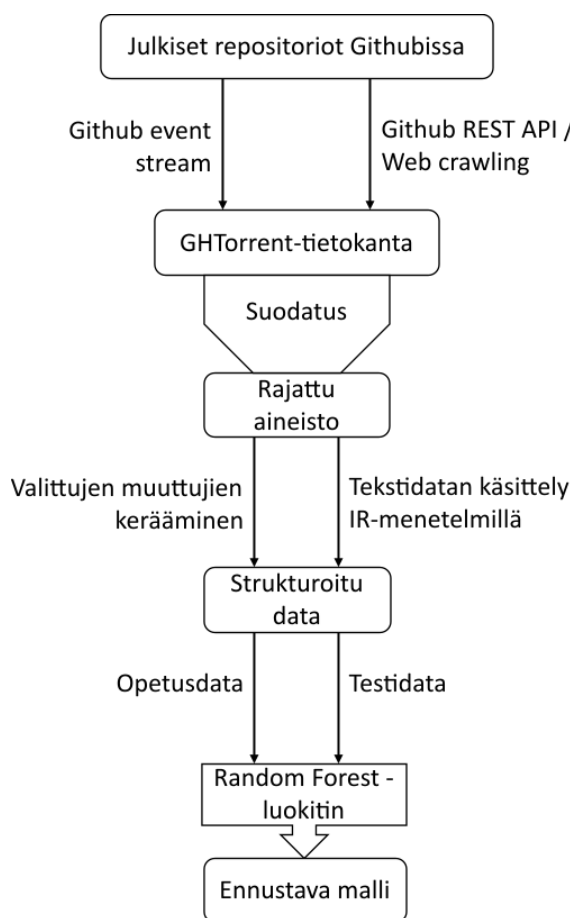 Julkiset repositoriot Githubissa
Github event
stream
Github REST API /
Web crawling
GHTorrent-tietokanta
Suodatus
Rajattu
aineisto
Valittujen muuttujien
kerääminen
Tekstidatan käsittely
IR-menetelmillä
Strukturoitu
data
Opetusdata
Testidata
Random Forest -
luokitin
Ennustava malli